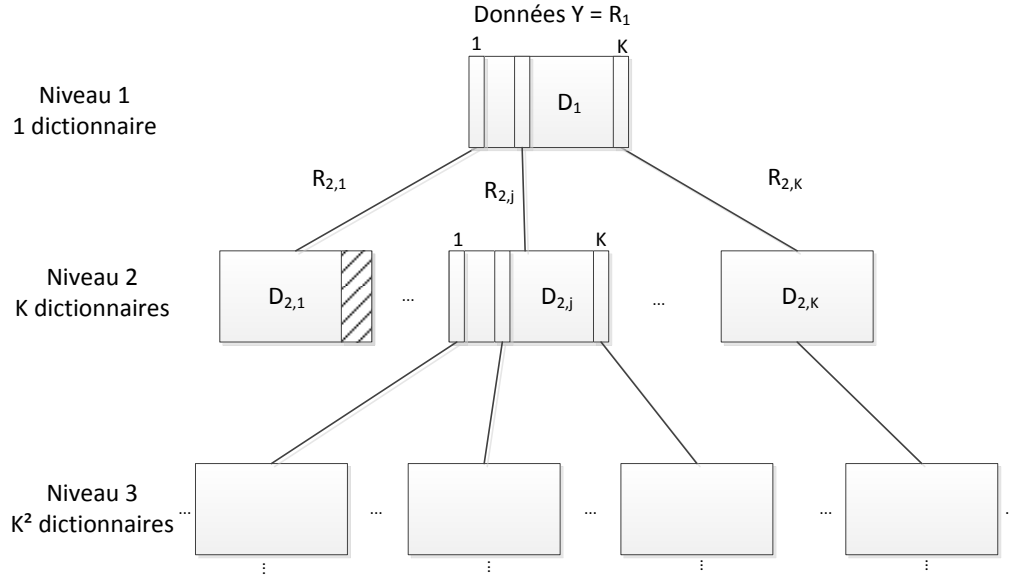 Données Y = R₁
1 K
Niveau 1
1 dictionnaire
D₁
R₂,₁
R₂,ⱼ
R₂,K
1 K
Niveau 2
K dictionnaires
D₂,₁
...
D₂,ⱼ
...
D₂,K
Niveau 3
K² dictionnaires
...
...
...
...
.
...
...
...
...